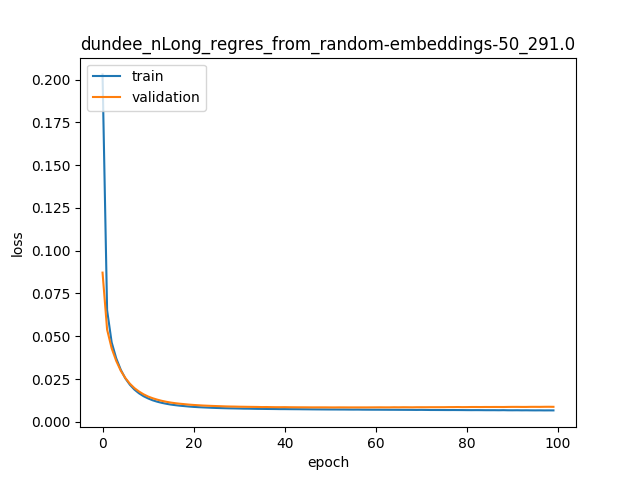 dundee_nLong_regres_from_random-embeddings-50_291.0
train
validation
0.200
0.175
0.150
0.125
0.100
0.075
0.050
0.025
0.000
loss
0 20 40 60 80 100
epoch